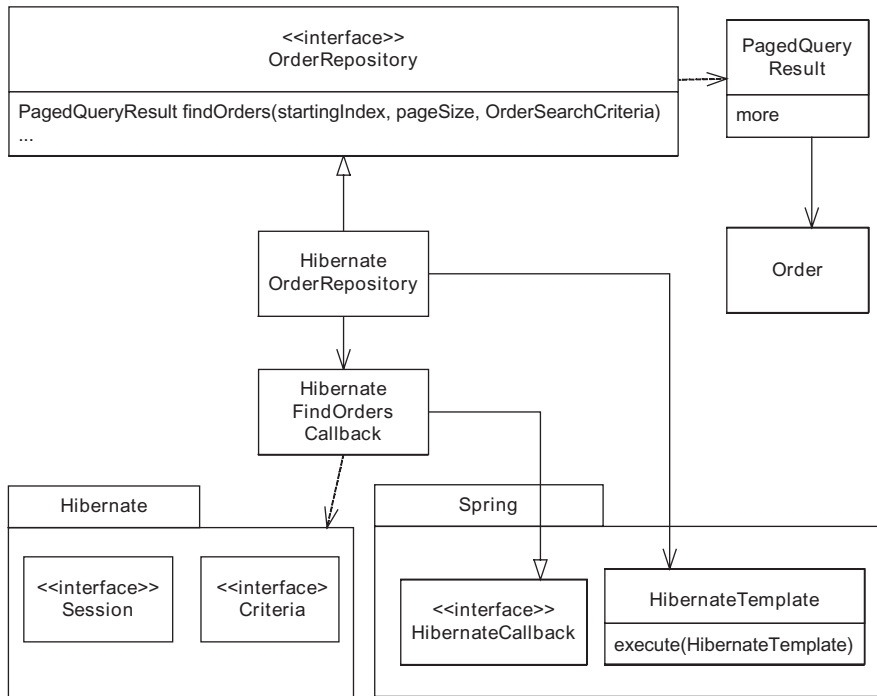 <<interface>>
OrderRepository
PagedQueryResult findOrders(startingIndex, pageSize, OrderSearchCriteria)
...
PagedQuery
Result
more
Order
Hibernate
OrderRepository
Hibernate
FindOrders
Callback
Hibernate
<<interface>>
Session
<<interface>
Criteria
Spring
<<interface>>
HibernateCallback
HibernateTemplate
execute(HibernateTemplate)